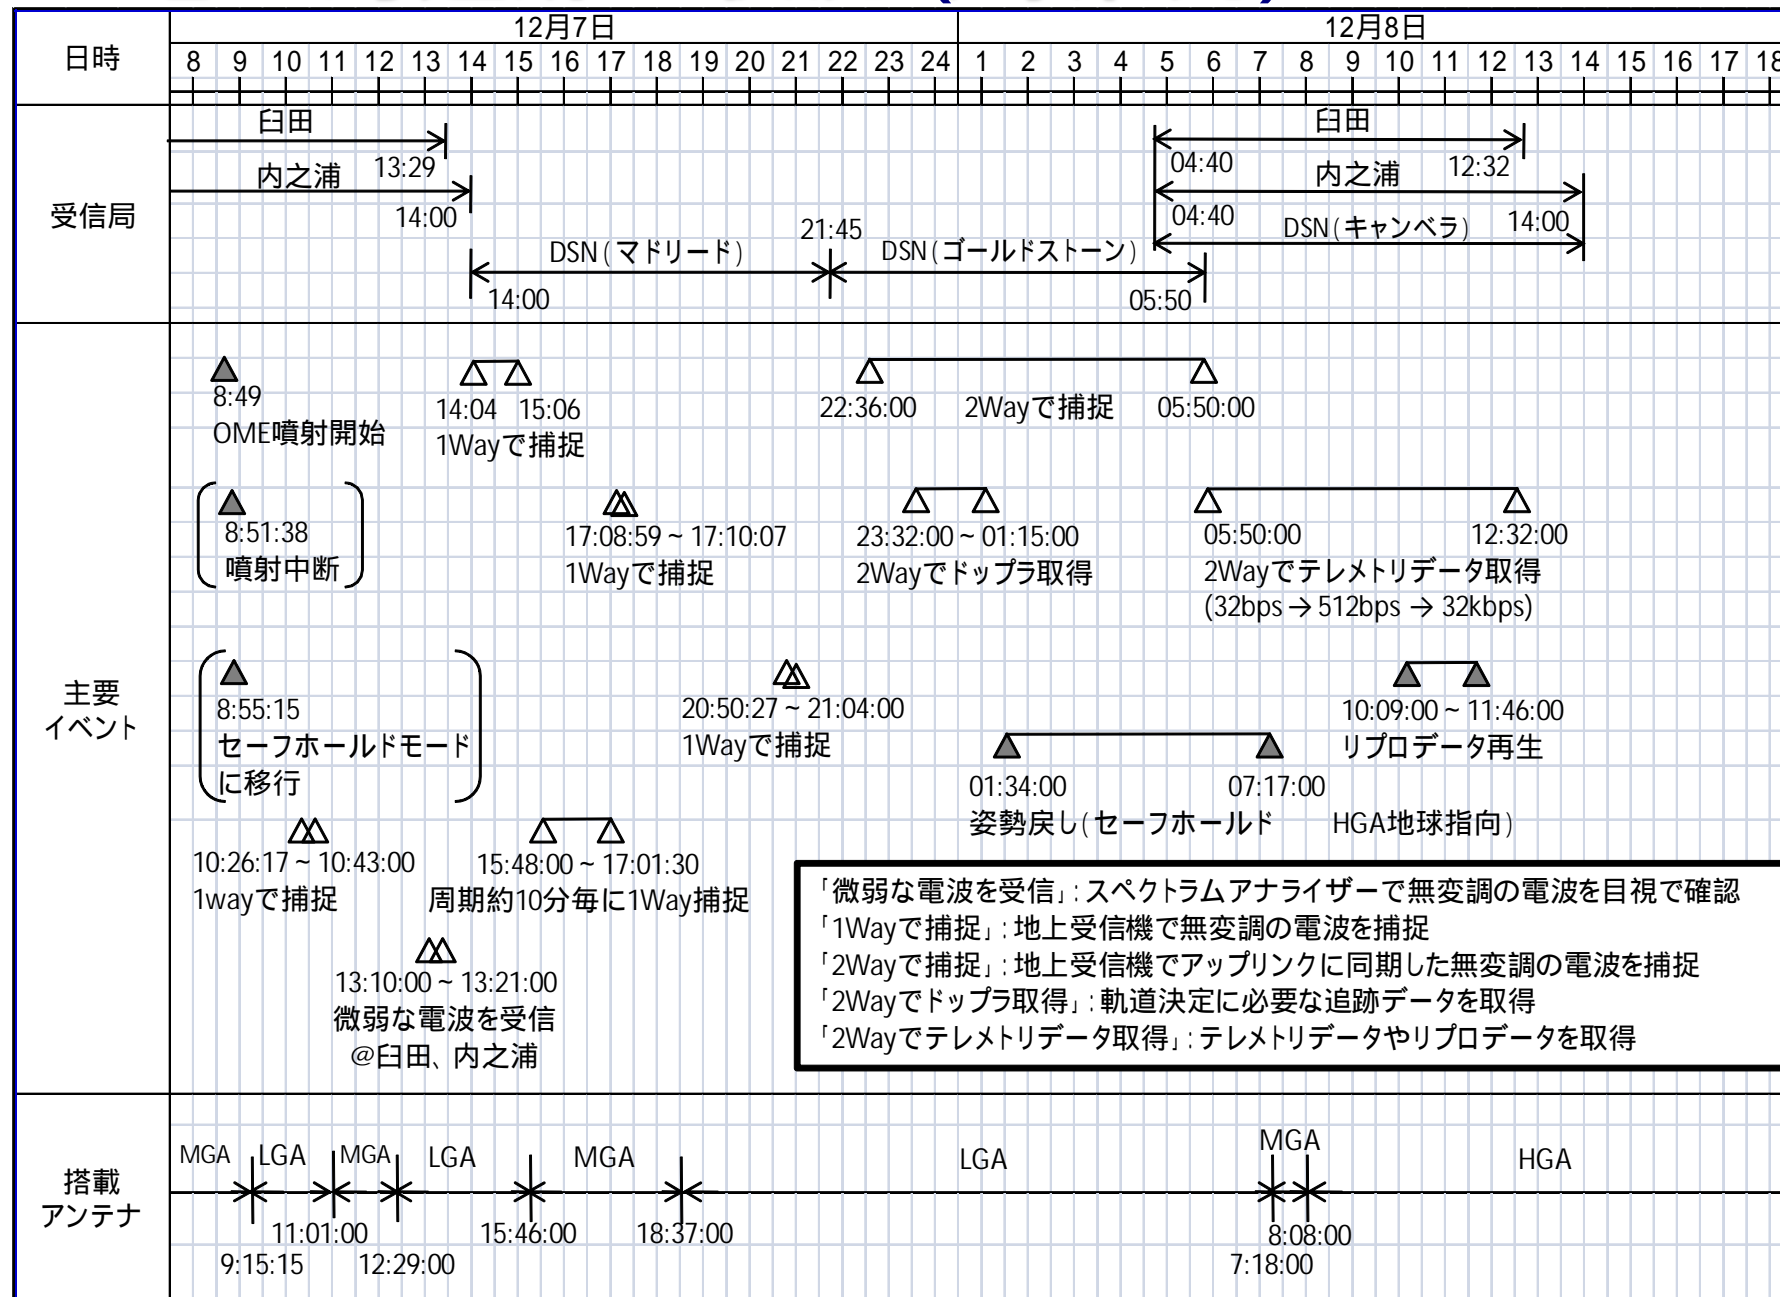 日時
12月7日
12月8日
8 9 10 11 12 13 14 15 16 17 18 19 20 21 22 23 24 1 2 3 4 5 6 7 8 9 10 11 12 13 14 15 16 17 18
受信局
臼田
13:29
内之浦
14:00
DSN(マドリード)
14:00
21:45
DSN(ゴールドストーン)
05:50
臼田
04:40
12:32
内之浦
04:40
14:00
DSN(キャンベラ)
主要
イベント
8:49
OME噴射開始
14:04 15:06
1Wayで捕捉
22:36:00 2Wayで捕捉 05:50:00
8:51:38
噴射中断
17:08:59 ~ 17:10:07
1Wayで捕捉
23:32:00 ~ 01:15:00
2Wayでドップラ取得
05:50:00 12:32:00
2Wayでテレメトリデータ取得
(32bps → 512bps → 32kbps)
8:55:15
セーフホールドモード
に移行
20:50:27 ~ 21:04:00
1Wayで捕捉
10:09:00 ~ 11:46:00
リプロデータ再生
01:34:00 07:17:00
姿勢戻し(セーフホールド HGA地球指向)
10:26:17 ~ 10:43:00
1wayで捕捉
15:48:00 ~ 17:01:30
周期約10分毎に1Way捕捉
13:10:00 ~ 13:21:00
微弱な電波を受信
@臼田、内之浦
「微弱な電波を受信」: スペクトラムアナライザーで無変調の電波を目視で確認
「1Wayで捕捉」: 地上受信機で無変調の電波を捕捉
「2Wayで捕捉」: 地上受信機でアップリンクに同期した無変調の電波を捕捉
「2Wayでドップラ取得」: 軌道決定に必要な追跡データを取得
「2Wayでテレメトリデータ取得」: テレメトリデータやリプロデータを取得
搭載
アンテナ
MGA LGA MGA LGA MGA LGA MGA HGA
11:01:00 15:46:00 18:37:00 8:08:00
9:15:15 12:29:00 7:18:00